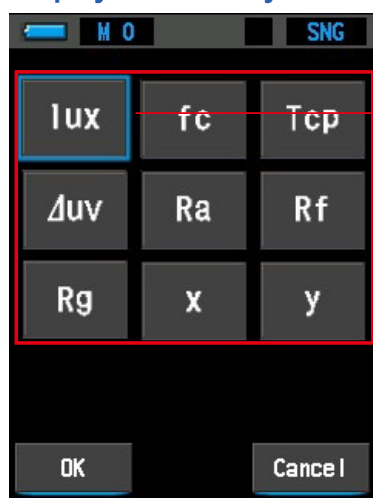 M 0 SNG
lux fc Tcp
⊿uv Ra Rf
Rg x y
OK Cancel